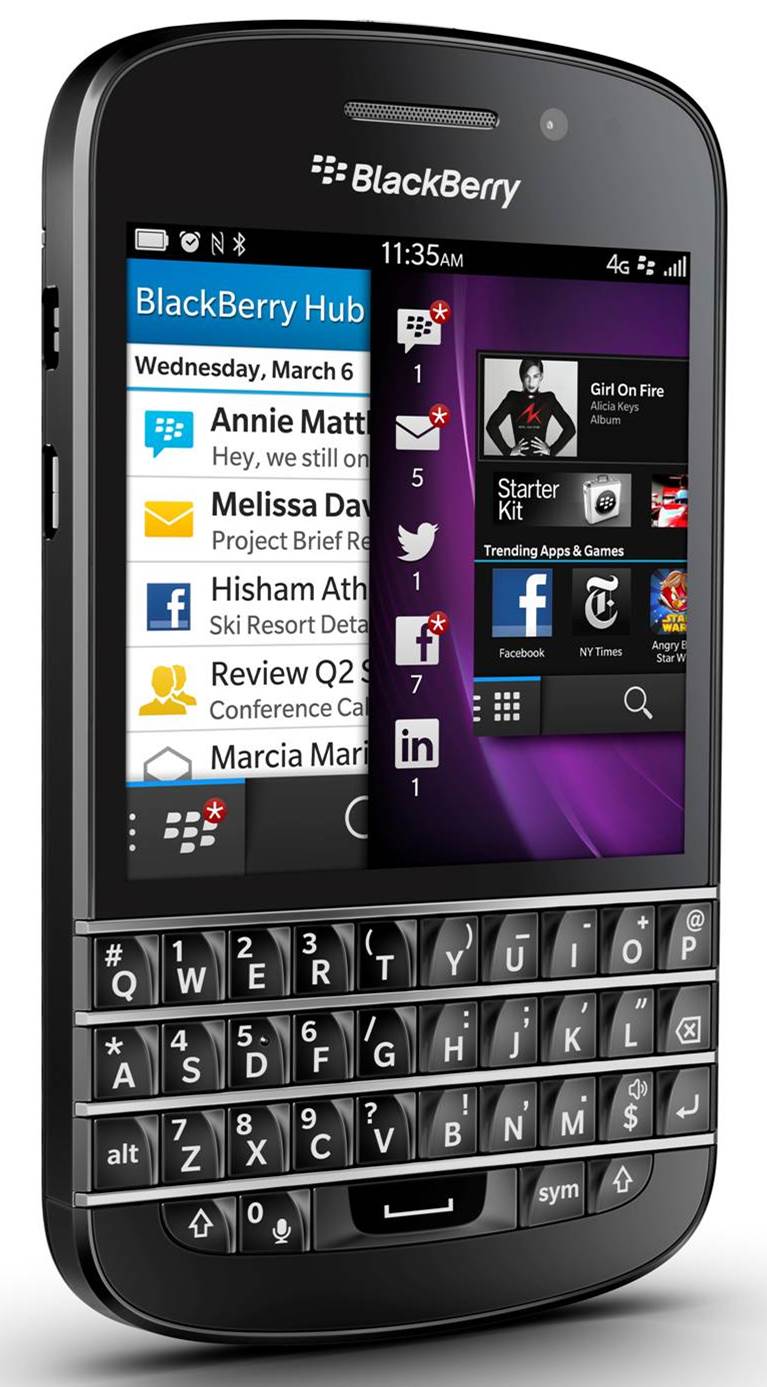 BlackBerry
11:35AM
4G
BlackBerry Hub
Wednesday, March 6
Annie Matt
Hey, we still on
Melissa Dav
Project Brief Re
Hisham Ath
Ski Resort Deta
Review Q2 S
Conference Cal
Marcia Mari
1
5
1
f
7
in
1
Girl On Fire
Alicia Keys
Album
Starter
Kit
Trending Apps & Games
f
T
Facebook
NY Times
Angry B
Star W
STAR
WAR
# 1 2 3 ( ) _ - + @
Q W E R T Y U I O P
* 4 5 6 / : ; ' "
A S D F G H J K L
7 8 9 ? ! , .
alt Z X C V B N M $
0 sym